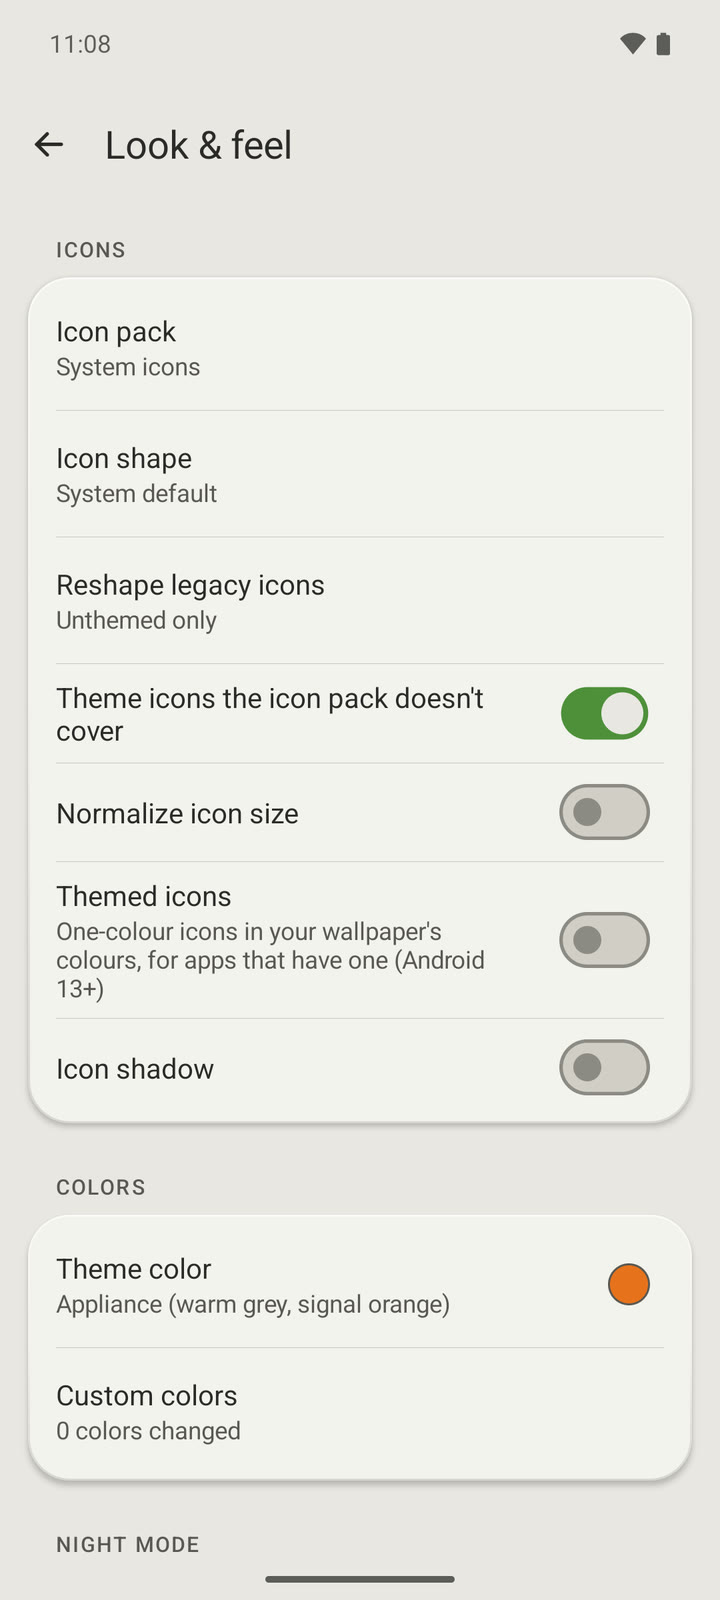 11:08
Look & feel
ICONS
Icon pack
System icons
Icon shape
System default
Reshape legacy icons
Unthemed only
Theme icons the icon pack doesn't
cover
Normalize icon size
Themed icons
One-colour icons in your wallpaper's
colours, for apps that have one (Android
13+)
Icon shadow
COLORS
Theme color
Appliance (warm grey, signal orange)
Custom colors
0 colors changed
NIGHT MODE